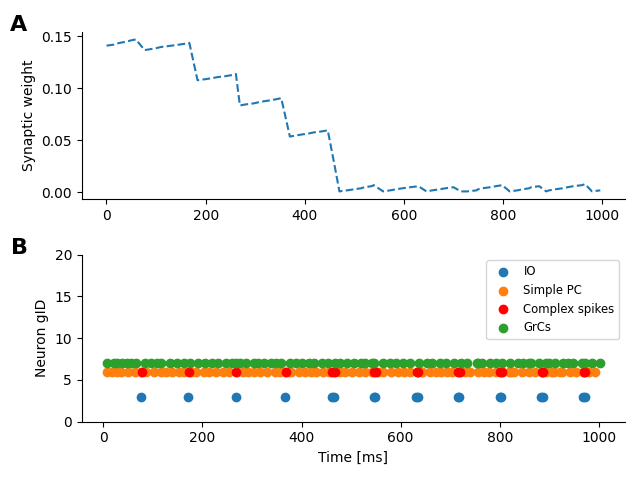 A
Synaptic weight
0.15
0.10
0.05
0.00
0 200 400 600 800 1000
B
Neuron gID
20
15
10
5
0
IO
Simple PC
Complex spikes
GrCs
0 200 400 600 800 1000
Time [ms]